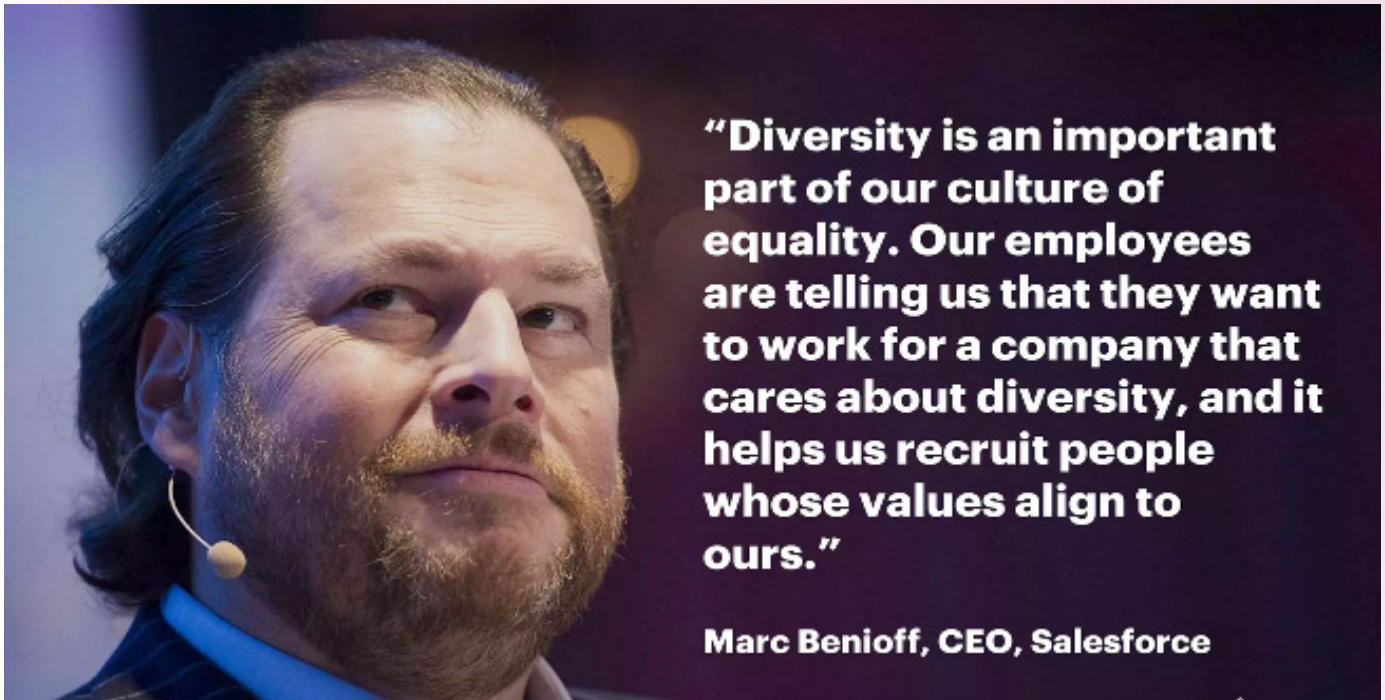 “Diversity is an important
part of our culture of
equality. Our employees
are telling us that they want
to work for a company that
cares about diversity, and it
helps us recruit people
whose values align to
ours.”
Marc Benioff, CEO, Salesforce